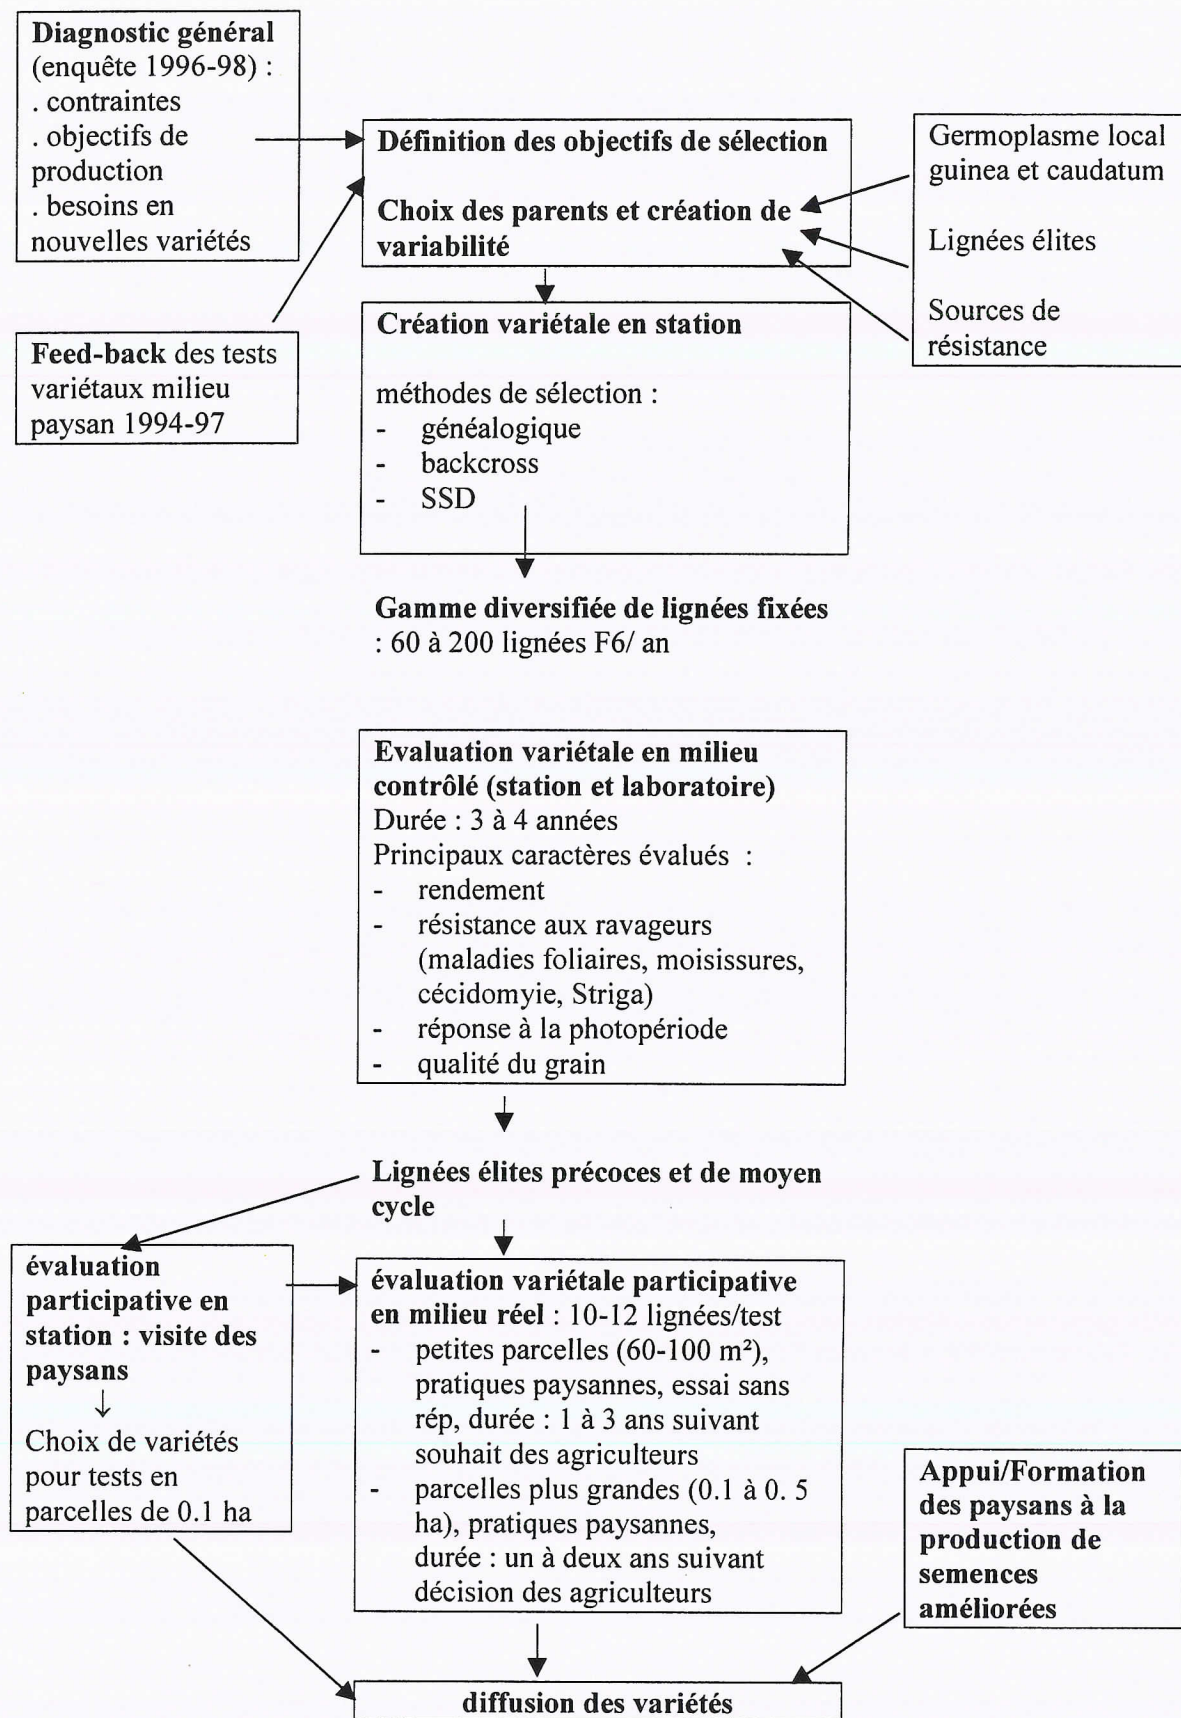 Diagnostic général
(enquête 1996-98) :
. contraintes
. objectifs de
production
. besoins en
nouvelles variétés
Feed-back des tests
variétaux milieu
paysan 1994-97
Définition des objectifs de sélection
Choix des parents et création de
variabilité
Germoplasme local
guinea et caudatum
Lignées élites
Sources de
résistance
Création variétale en station
méthodes de sélection :
- généalogique
- backcross
- SSD
Gamme diversifiée de lignées fixées
: 60 à 200 lignées F6/ an
Evaluation variétale en milieu
contrôlé (station et laboratoire)
Durée : 3 à 4 années
Principaux caractères évalués :
- rendement
- résistance aux ravageurs
(maladies foliaires, moisissures,
cécidomyie, Striga)
- réponse à la photopériode
- qualité du grain
Lignées élites précoces et de moyen
cycle
évaluation
participative en
station : visite des
paysans
Choix de variétés
pour tests en
parcelles de 0.1 ha
évaluation variétale participative
en milieu réel : 10-12 lignées/test
- petites parcelles (60-100 m²),
pratiques paysannes, essai sans
rép, durée : 1 à 3 ans suivant
souhait des agriculteurs
- parcelles plus grandes (0.1 à 0. 5
ha), pratiques paysannes,
durée : un à deux ans suivant
décision des agriculteurs
Appui/Formation
des paysans à la
production de
semences
améliorées
diffusion des variétés